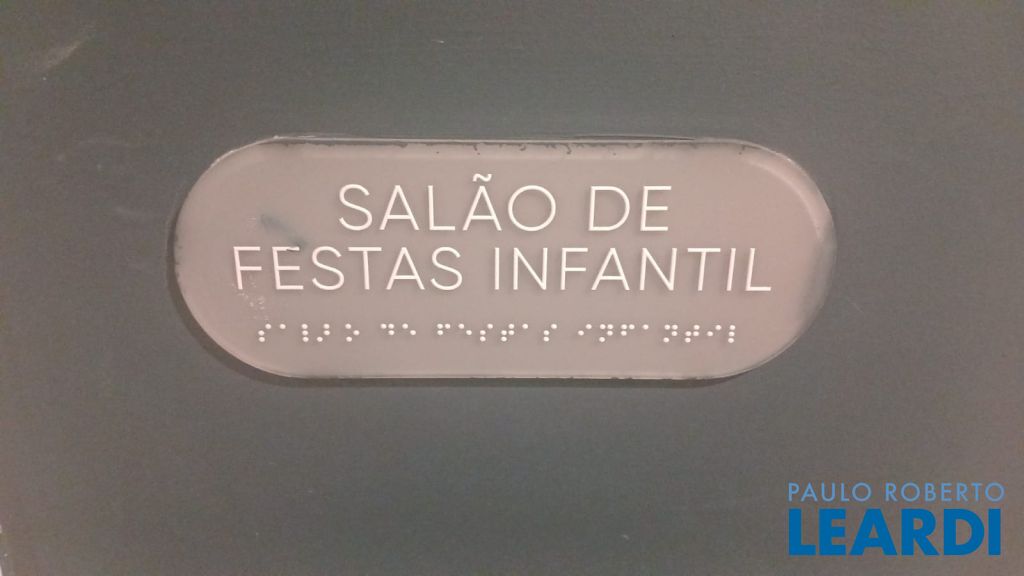 SALÃO DE
FESTAS INFANTIL
⠎⠁⠇⠜⠕ ⠙⠑ ⠋⠑⠎⠞⠁⠎ ⠊⠝⠋⠁⠝⠞⠊⠇
PAULO ROBERTO
LEARDI